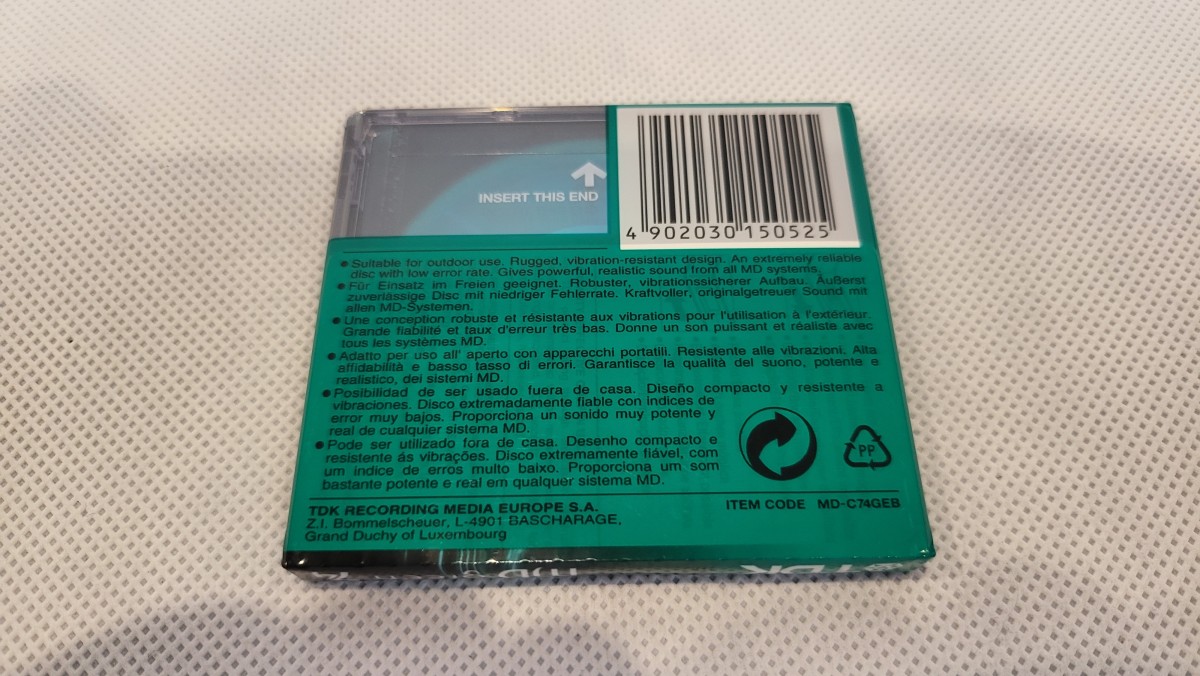 INSERT THIS END
4 902030 150525
• Suitable for outdoor use. Rugged, vibration-resistant design. An extremely reliable
disc with low error rate. Gives powerful, realistic sound from all MD systems.
• Für Einsatz im Freien geeignet. Robuster, vibrationssicherer Aufbau. Äußerst
zuverlässige Disc mit niedriger Fehlerrate. Kraftvoller, originalgetreuer Sound mit
allen MD-Systemen.
• Une conception robuste et résistante aux vibrations pour l'utilisation à l'extérieur.
Grande fiabilité et taux d'erreur très bas. Donne un son puissant et réaliste avec
tous les systèmes MD.
• Adatto per uso all' aperto con apparecchi portatili. Resistente alle vibrazioni. Alta
affidabilità e basso tasso di errori. Garantisce la qualità del suono, potente e
realistico, dei sistemi MD.
• Posibilidad de ser usado fuera de casa. Diseño compacto y resistente a
vibraciones. Disco extremadamente fiable con indices de
error muy bajos. Proporciona un sonido muy potente y
real de cualquier sistema MD.
• Pode ser utilizado fora de casa. Desenho compacto e
resistente ás vibrações. Disco extremamente fiável, com
um indice de erros multo baixo. Proporciona um som
bastante potente e real em qualquer sistema MD.
PP
TDK RECORDING MEDIA EUROPE S.A.
Z.I. Bommelscheuer, L-4901 BASCHARAGE,
Grand Duchy of Luxembourg
ITEM CODE MD-C74GEB
TDK